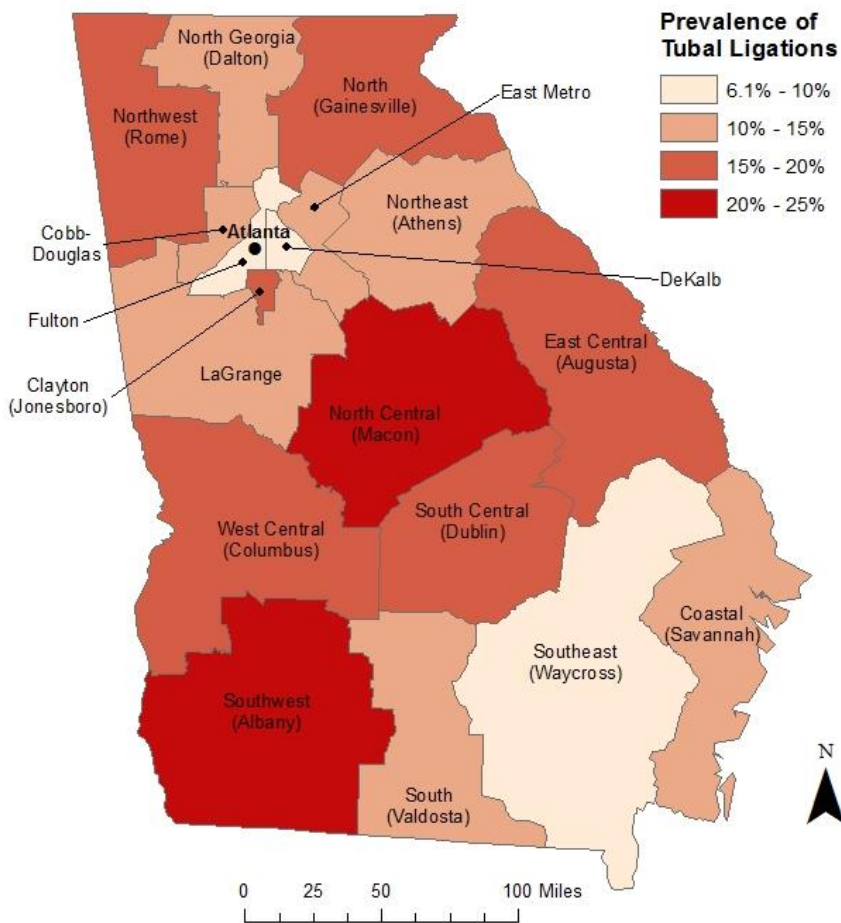 Prevalence of
Tubal Ligations
6.1% - 10%
10% - 15%
15% - 20%
20% - 25%
North Georgia
(Dalton)
North
(Gainesville)
East Metro
Northwest
(Rome)
Northeast
(Athens)
Cobb-
Douglas
Atlanta
DeKalb
Fulton
East Central
(Augusta)
LaGrange
Clayton
(Jonesboro)
North Central
(Macon)
South Central
(Dublin)
West Central
(Columbus)
Coastal
(Savannah)
Southeast
(Waycross)
Southwest
(Albany)
South
(Valdosta)
N
0 25 50 100 Miles